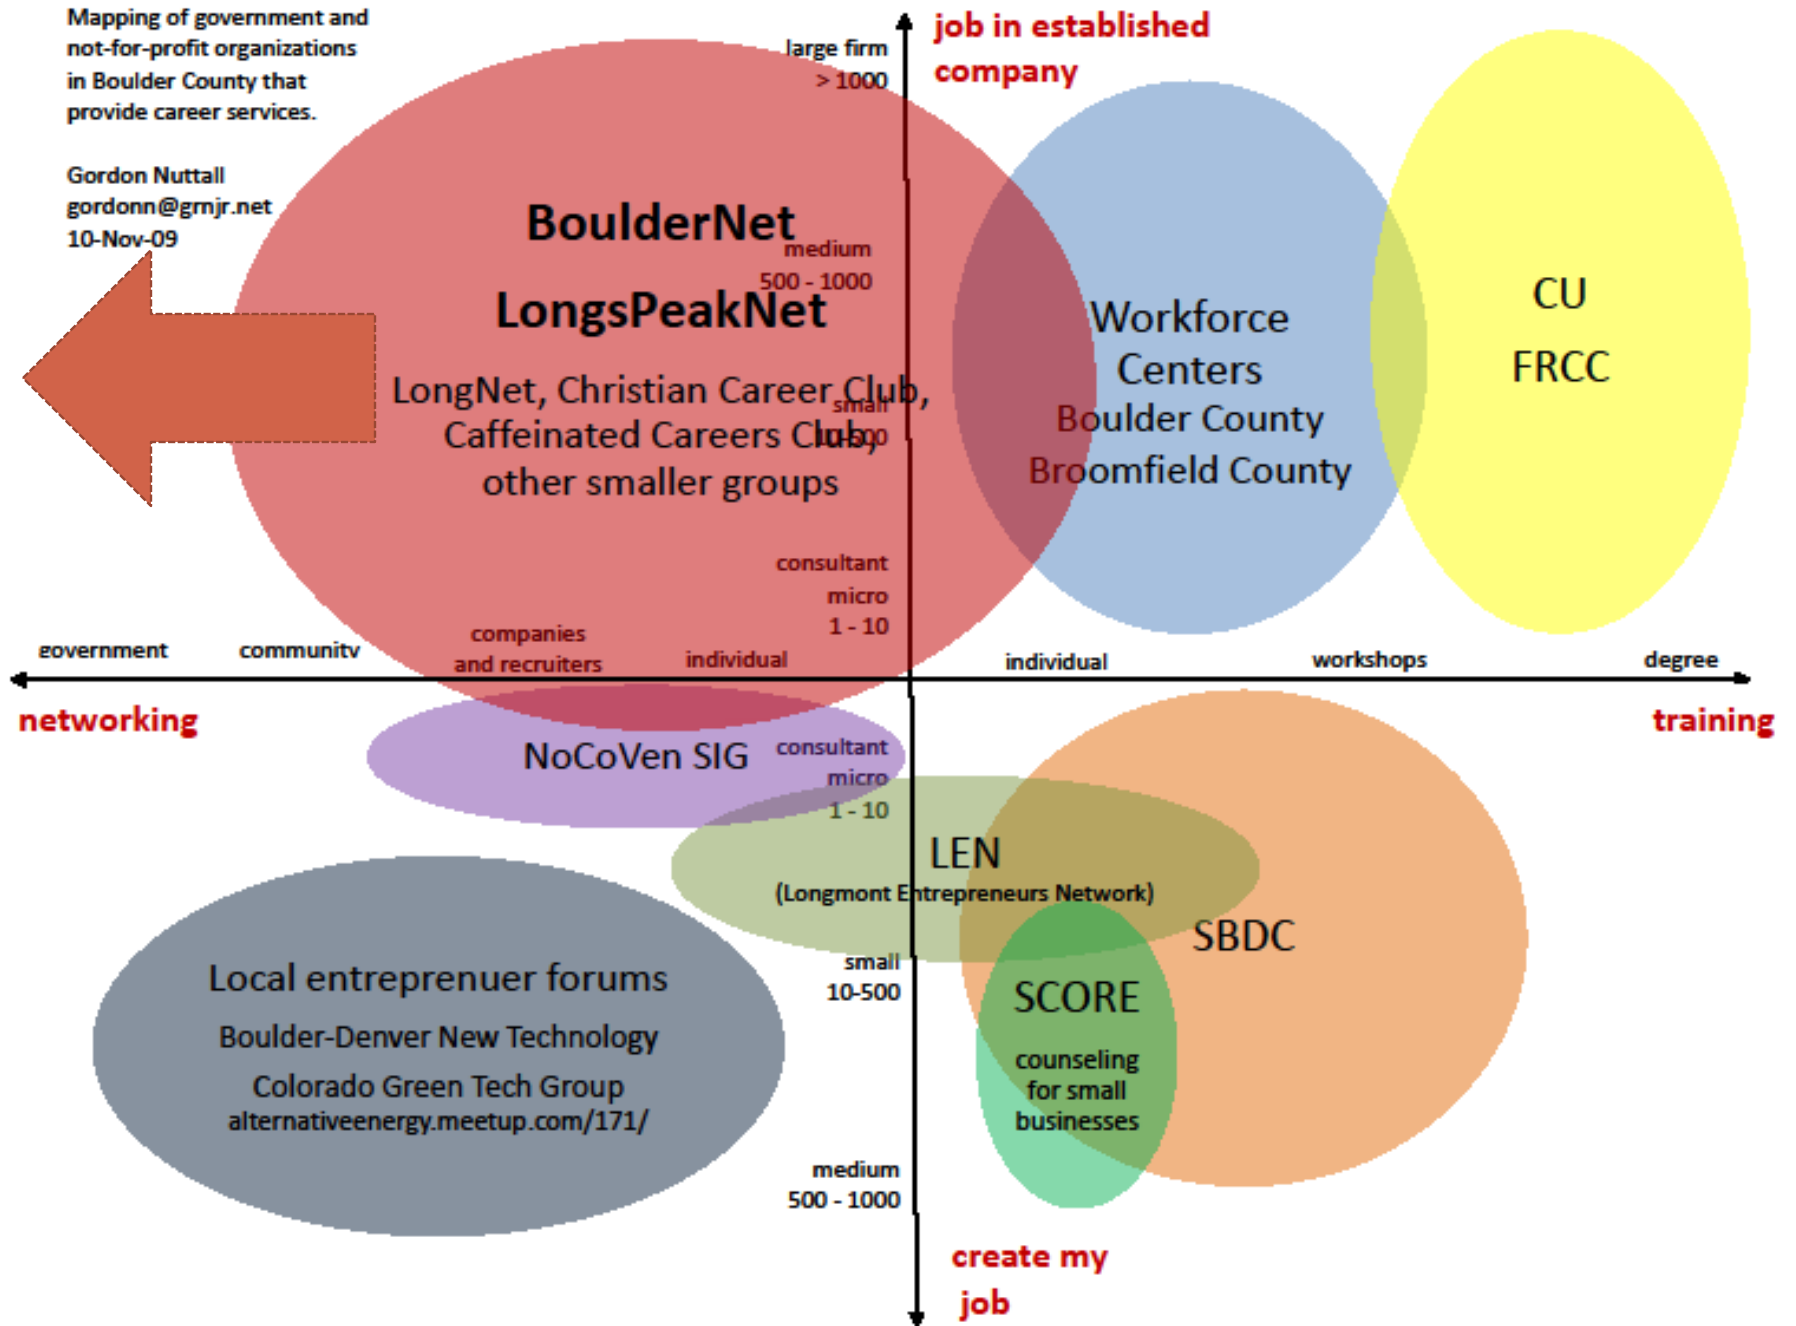 Mapping of government and
not-for-profit organizations
in Boulder County that
provide career services.
Gordon Nuttall
gordonn@grnjr.net
10-Nov-09
job in established
company
large firm
> 1000
BoulderNet
medium
500 - 1000
LongsPeakNet
LongNet, Christian Career Club,
small
10-500
Caffeinated Careers Club,
other smaller groups
consultant
micro
1 - 10
Workforce
Centers
Boulder County
Broomfield County
CU
FRCC
government
community
companies
and recruiters
individual
individual
workshops
degree
networking
training
NoCoVen SIG
consultant
micro
1 - 10
LEN
(Longmont Entrepreneurs Network)
SBDC
small
10-500
SCORE
counseling
for small
businesses
Local entreprenuer forums
Boulder-Denver New Technology
Colorado Green Tech Group
alternativeenergy.meetup.com/171/
medium
500 - 1000
create my
job